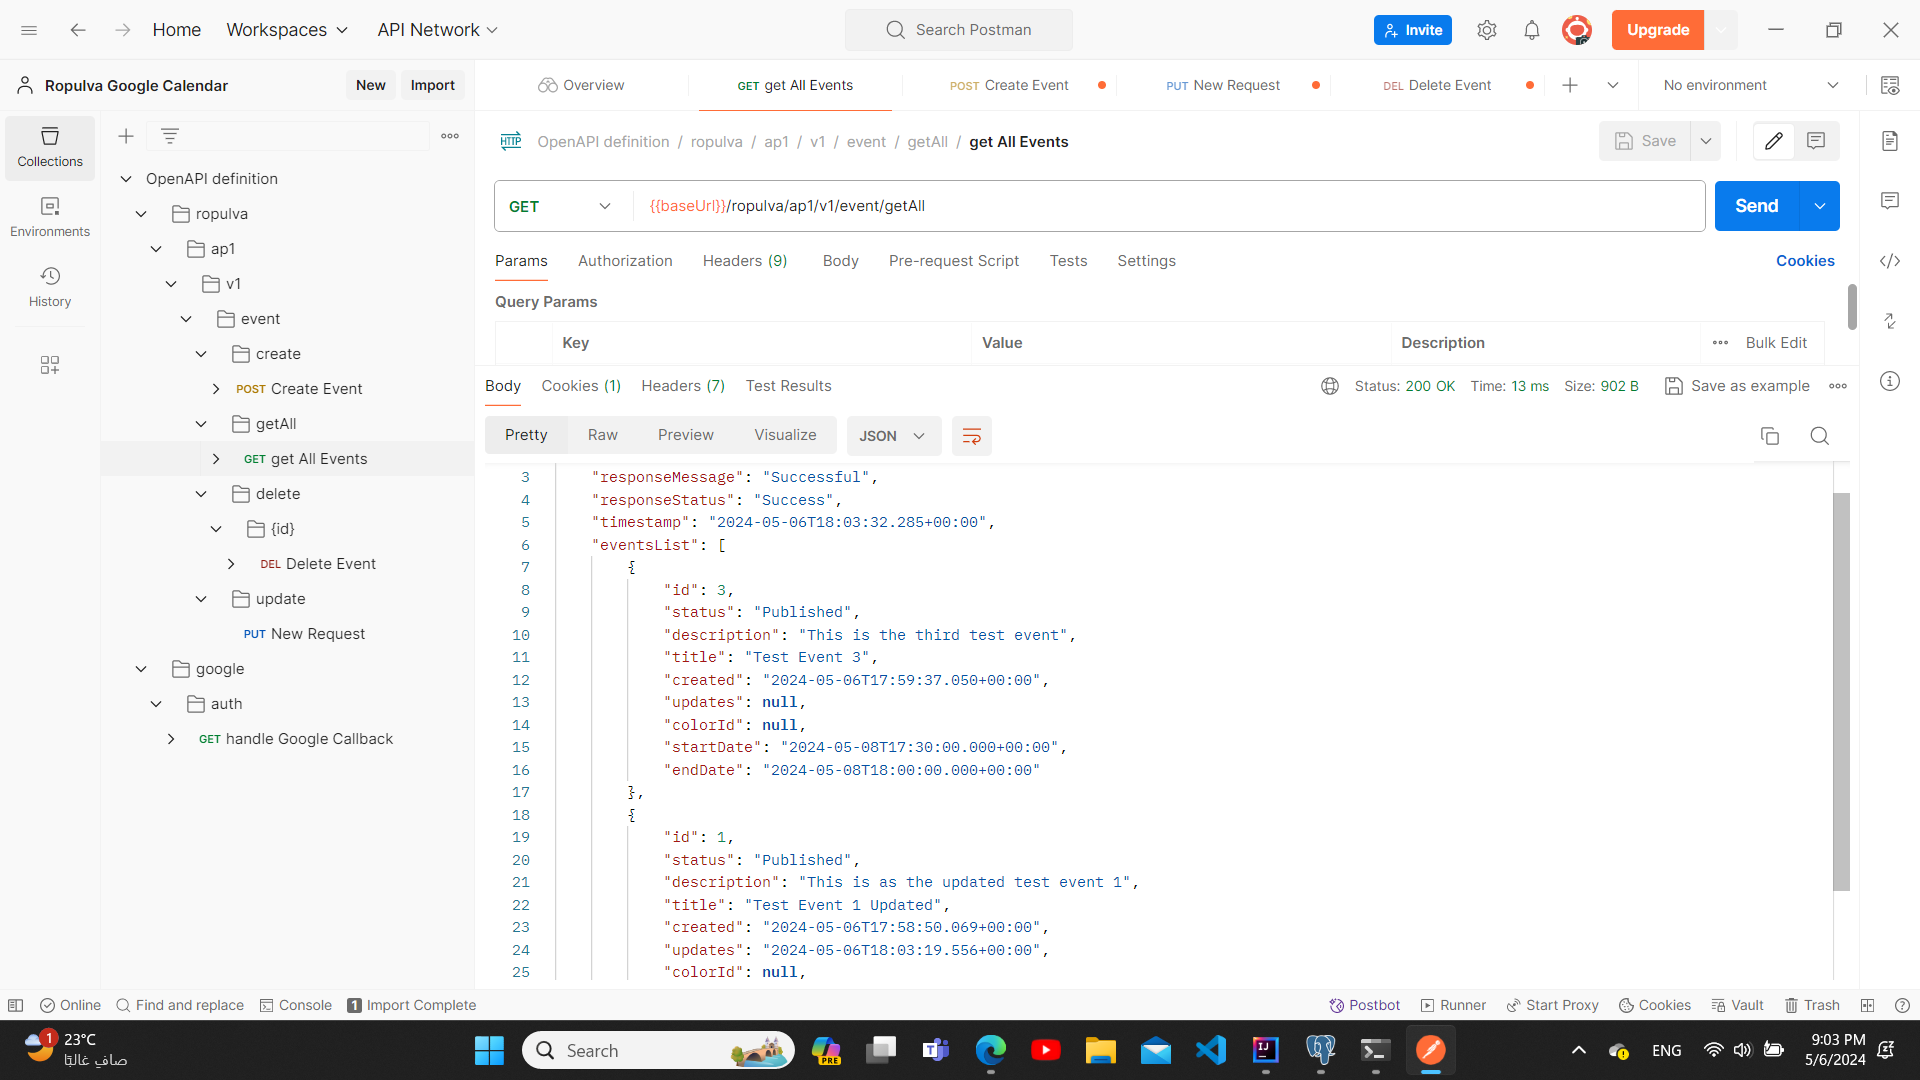 Home
Workspaces
API Network
Search Postman
Invite
Upgrade
Ropulva Google Calendar
New
Import
Overview
GET get All Events
POST Create Event
PUT New Request
DEL Delete Event
No environment
Collections
Environments
History
OpenAPI definition
ropulva
ap1
v1
event
create
POST Create Event
getAll
GET get All Events
delete
{id}
DEL Delete Event
update
PUT New Request
google
auth
GET handle Google Callback
HTTP
OpenAPI definition / ropulva / ap1 / v1 / event / getAll / get All Events
Save
GET
{{baseUrl}}/ropulva/ap1/v1/event/getAll
Send
Params
Authorization
Headers (9)
Body
Pre-request Script
Tests
Settings
Cookies
Query Params
Key
Value
Description
Bulk Edit
Body
Cookies (1)
Headers (7)
Test Results
Status: 200 OK
Time: 13 ms
Size: 902 B
Save as example
Pretty
Raw
Preview
Visualize
JSON
3 "responseMessage": "Successful",
4 "responseStatus": "Success",
5 "timestamp": "2024-05-06T18:03:32.285+00:00",
6 "eventsList": [
7 {
8 "id": 3,
9 "status": "Published",
10 "description": "This is the third test event",
11 "title": "Test Event 3",
12 "created": "2024-05-06T17:59:37.050+00:00",
13 "updates": null,
14 "colorId": null,
15 "startDate": "2024-05-08T17:30:00.000+00:00",
16 "endDate": "2024-05-08T18:00:00.000+00:00"
17 },
18 {
19 "id": 1,
20 "status": "Published",
21 "description": "This is as the updated test event 1",
22 "title": "Test Event 1 Updated",
23 "created": "2024-05-06T17:58:50.069+00:00",
24 "updates": "2024-05-06T18:03:19.556+00:00",
25 "colorId": null,
Online
Find and replace
Console
1 Import Complete
Postbot
Runner
Start Proxy
Cookies
Vault
Trash
1
23°C
صافٍ غالبًا
Search
PRE
ENG
9:03 PM
5/6/2024